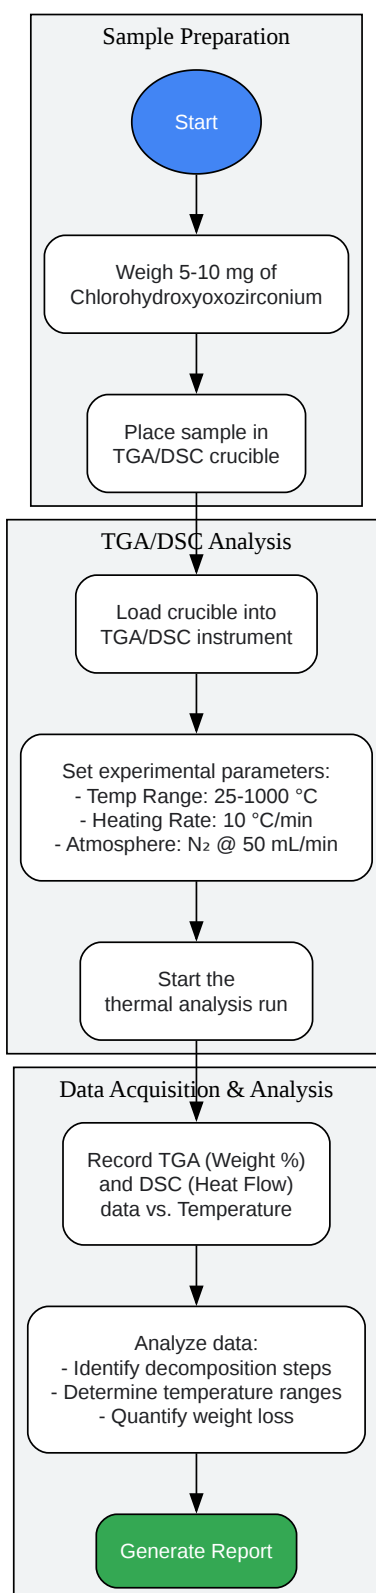 Sample Preparation
Start
Weigh 5-10 mg of
Chlorohydroxyoxozirconium
Place sample in
TGA/DSC crucible
TGA/DSC Analysis
Load crucible into
TGA/DSC instrument
Set experimental parameters:
- Temp Range: 25-1000 °C
- Heating Rate: 10 °C/min
- Atmosphere: N₂ @ 50 mL/min
Start the
thermal analysis run
Data Acquisition & Analysis
Record TGA (Weight %)
and DSC (Heat Flow)
data vs. Temperature
Analyze data:
- Identify decomposition steps
- Determine temperature ranges
- Quantify weight loss
Generate Report